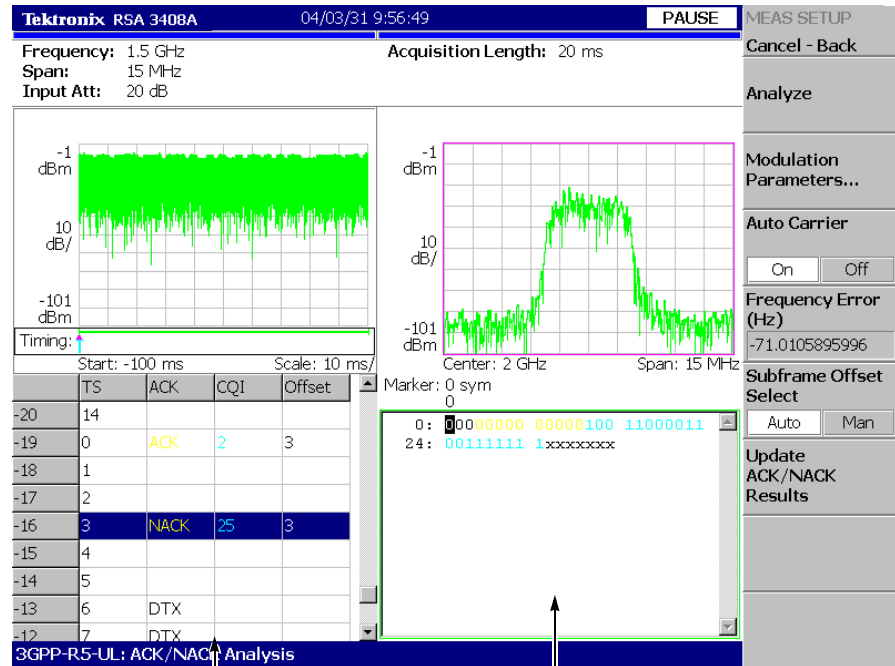 Tektronix RSA 3408A 04/03/31 9:56:49 PAUSE
Frequency: 1.5 GHz
Span: 15 MHz
Input Att: 20 dB
Acquisition Length: 20 ms
-1
dBm
10
dB/
-101
dBm
Timing:
Start: -100 ms Scale: 10 ms/
-1
dBm
10
dB/
-101
dBm
Center: 2 GHz Span: 15 MHz
TS ACK CQI Offset
-20 14
-19 0 ACK 2 3
-18 1
-17 2
-16 3 NACK 25 3
-15 4
-14 5
-13 6 DTX
-12 7 DTX
Marker: 0 sym
0
0: 00000000 00000100 11000011
24: 00111111 1xxxxxxx
3GPP-R5-UL: ACK/NACK Analysis
MEAS SETUP
Cancel - Back
Analyze
Modulation
Parameters...
Auto Carrier
On Off
Frequency Error
(Hz)
-71.0105895996
Subframe Offset
Select
Auto Man
Update
ACK/NACK
Results